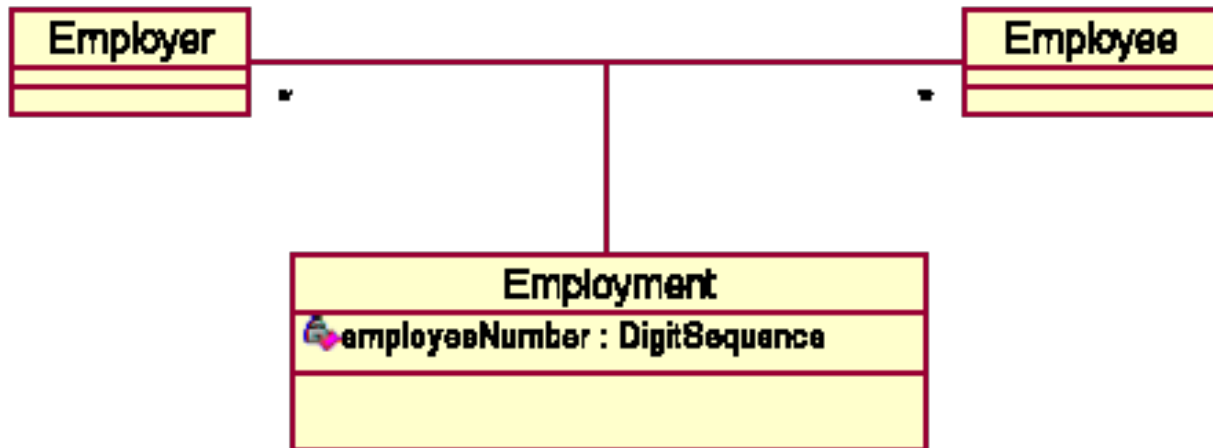 Employer
Employee
*
*
Employment
employeeNumber : DigitSequence